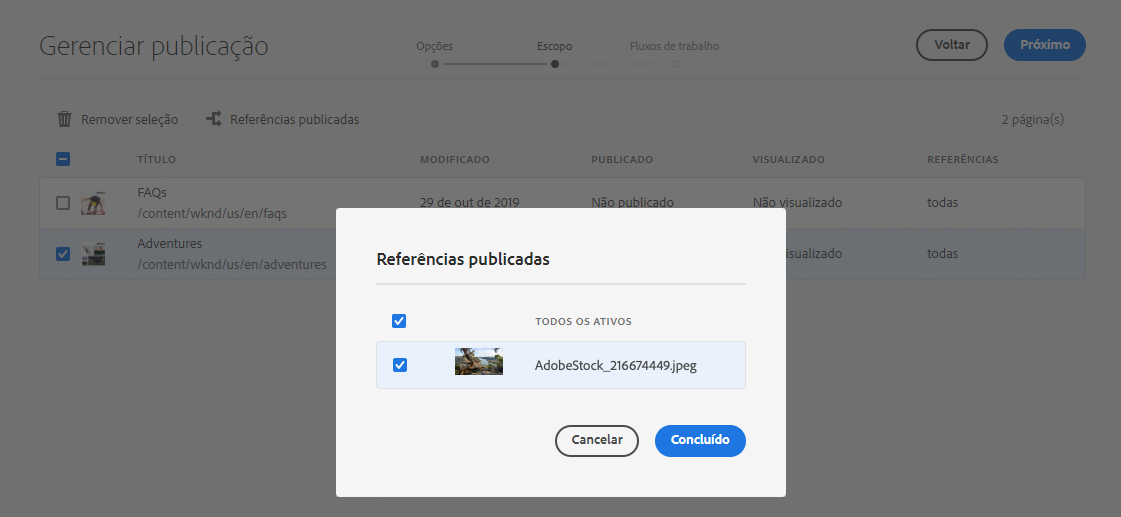 Gerenciar publicação
Opções
Escopo
Fluxos de trabalho
Voltar
Próximo
Remover seleção
Referências publicadas
2 página(s)
TÍTULO MODIFICADO PUBLICADO VISUALIZADO REFERÊNCIAS
FAQs
/content/wknd/us/en/faqs
29 de out de 2019
Não publicado
Não visualizado
todas
Adventures
/content/wknd/us/en/adventures
visualizado
todas
Referências publicadas
TODOS OS ATIVOS
AdobeStock_216674449.jpeg
Cancelar
Concluído